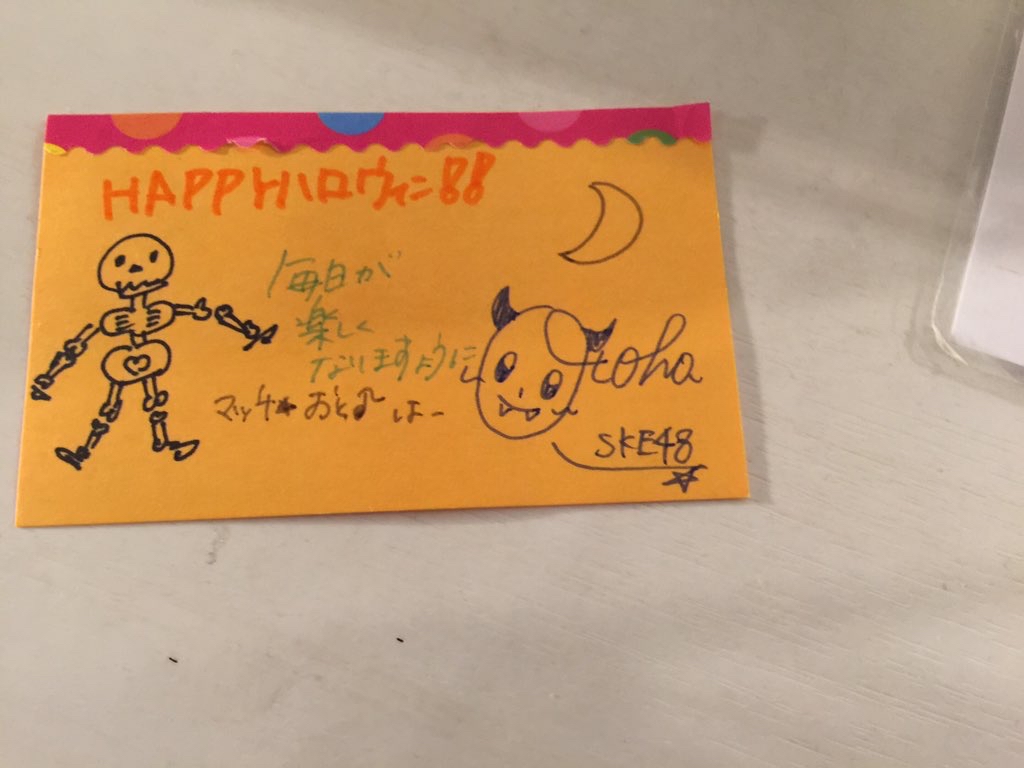 HAPPYハロウィン!!
毎日が
楽しく
なりますように
マッチ★おと♪はー
Otoha
SKE48